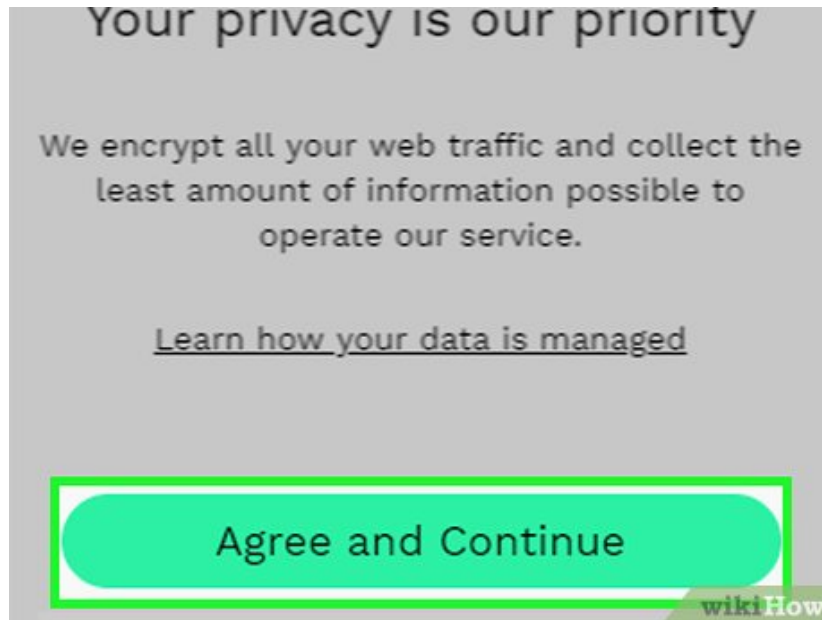 Your privacy is our priority
We encrypt all your web traffic and collect the
least amount of information possible to
operate our service.
Learn how your data is managed
Agree and Continue
wikiHow